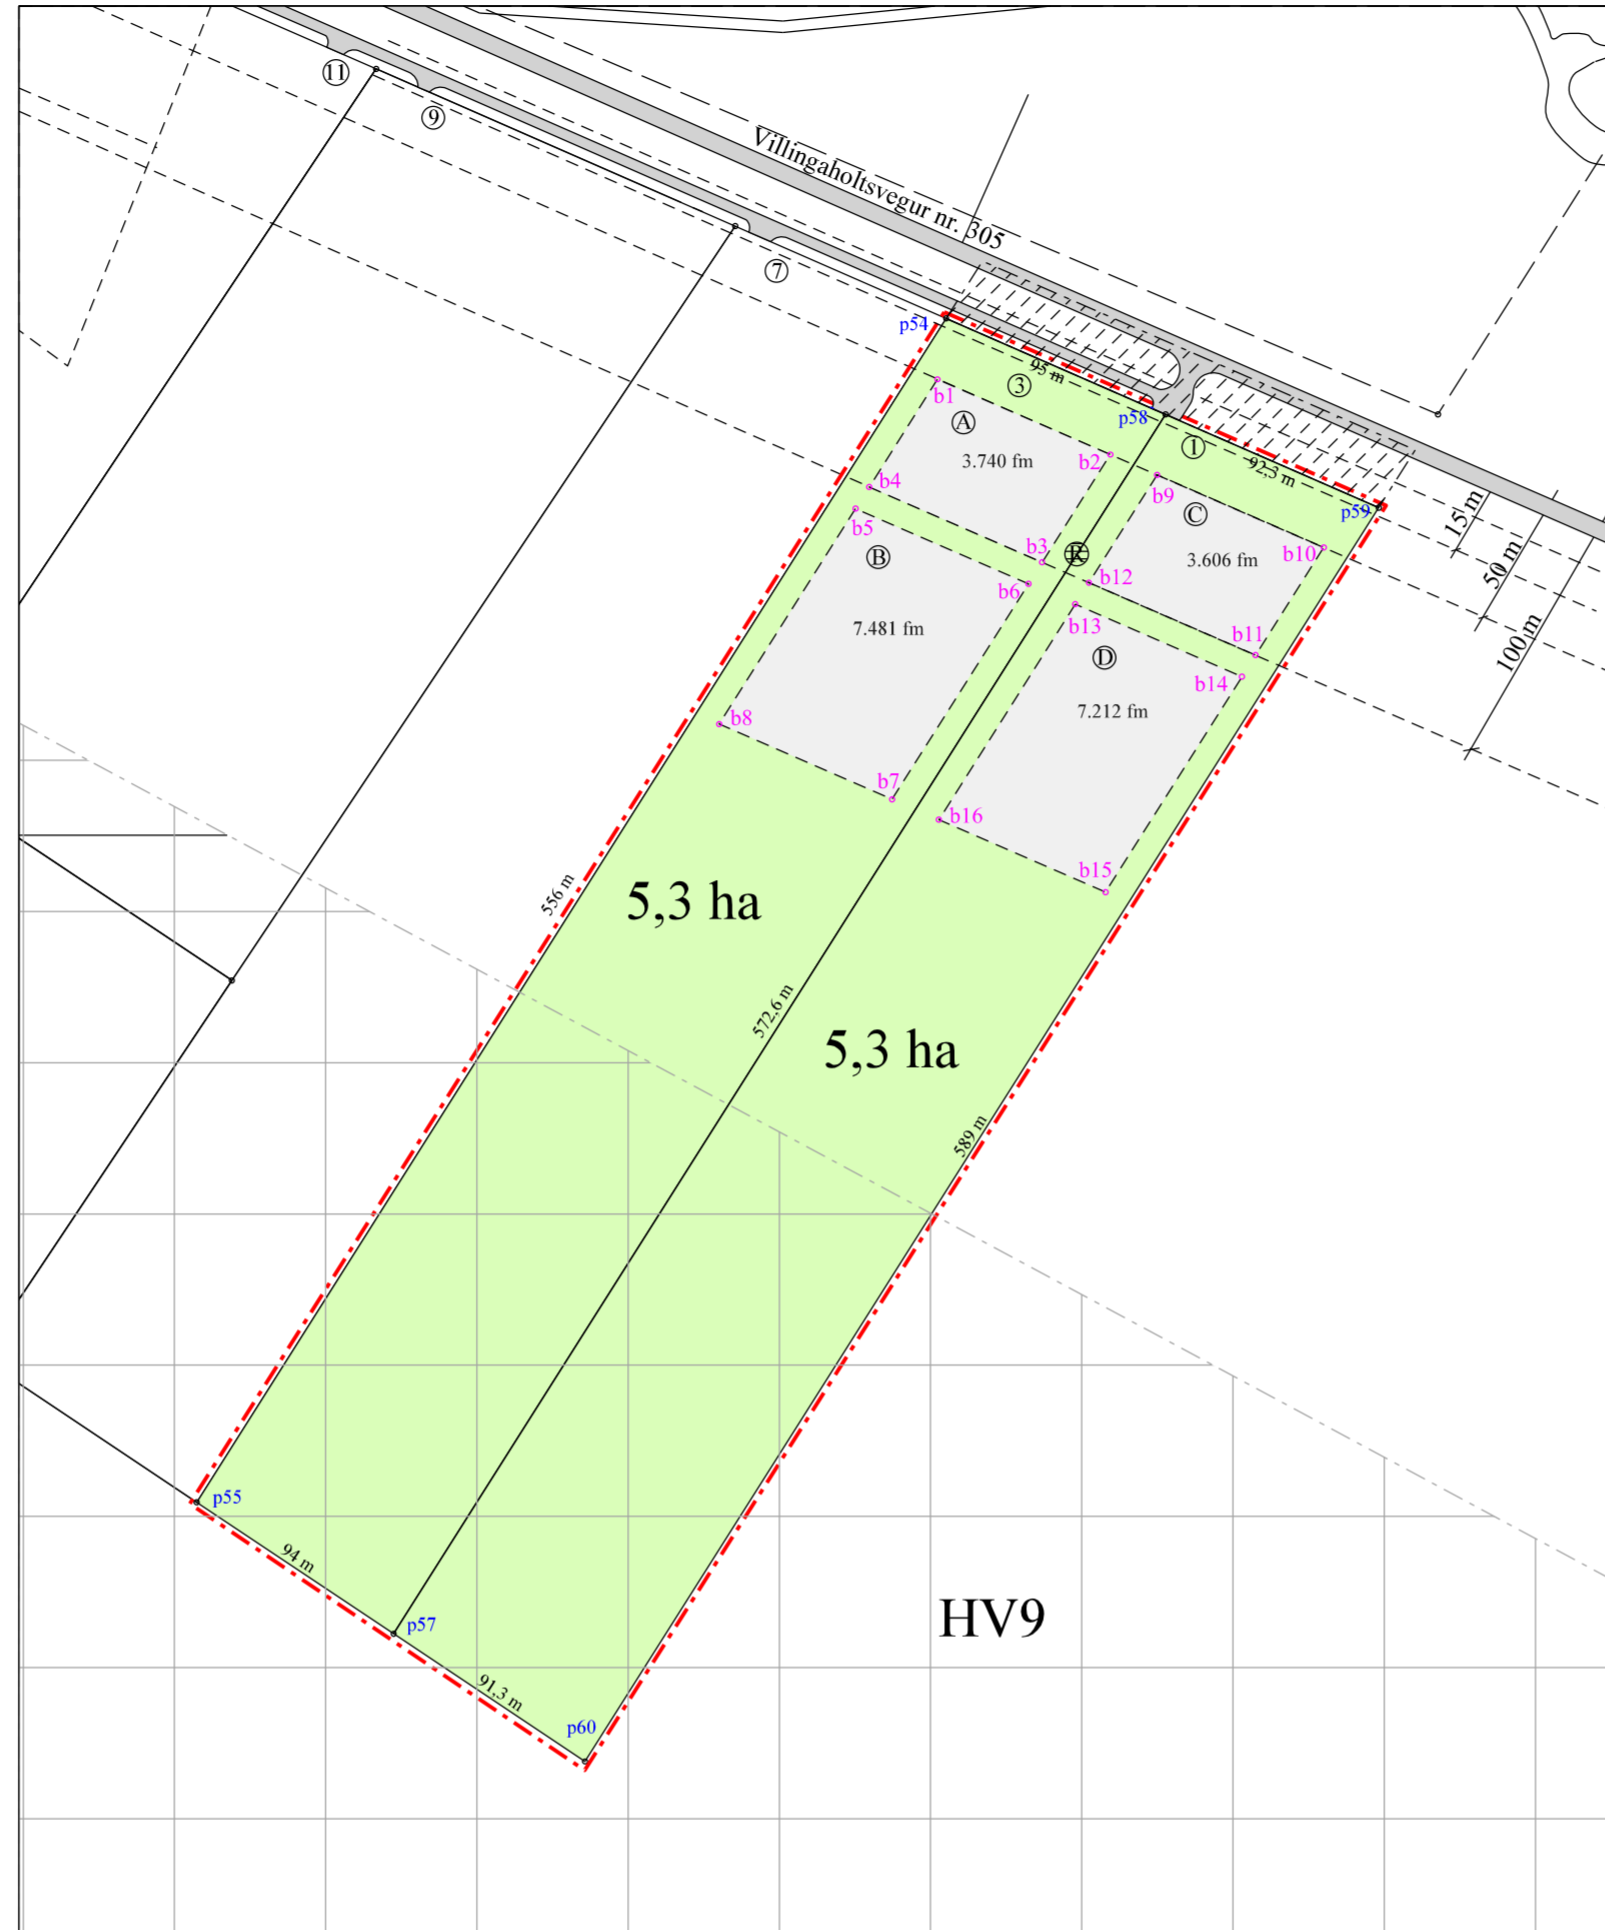 11
9
Villingaholtsvegur nr. 305
7
p54
95 m
3
p58
1
92,3 m
p59
b1
A
3.740 fm
b2
b4
b3
b9
C
3.606 fm
b10
15 m
50 m
100 m
b5
B
b6
b12
b11
7.481 fm
b13
D
b14
7.212 fm
b8
b7
b16
b15
556 m
5,3 ha
572,6 m
5,3 ha
589 m
p55
94 m
p57
91,3 m
p60
HV9